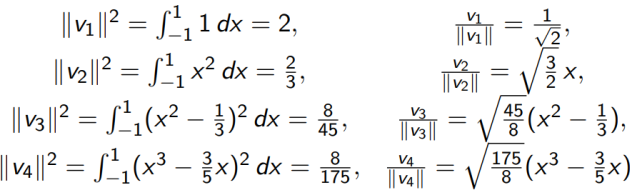 ‖v₁‖² = ∫₋₁¹ 1 dx = 2, v₁/‖v₁‖ = 1/√2,
‖v₂‖² = ∫₋₁¹ x² dx = 2/3, v₂/‖v₂‖ = √(3/2) x,
‖v₃‖² = ∫₋₁¹ (x² − 1/3)² dx = 8/45, v₃/‖v₃‖ = √(45/8) (x² − 1/3),
‖v₄‖² = ∫₋₁¹ (x³ − 3/5 x)² dx = 8/175, v₄/‖v₄‖ = √(175/8) (x³ − 3/5 x)